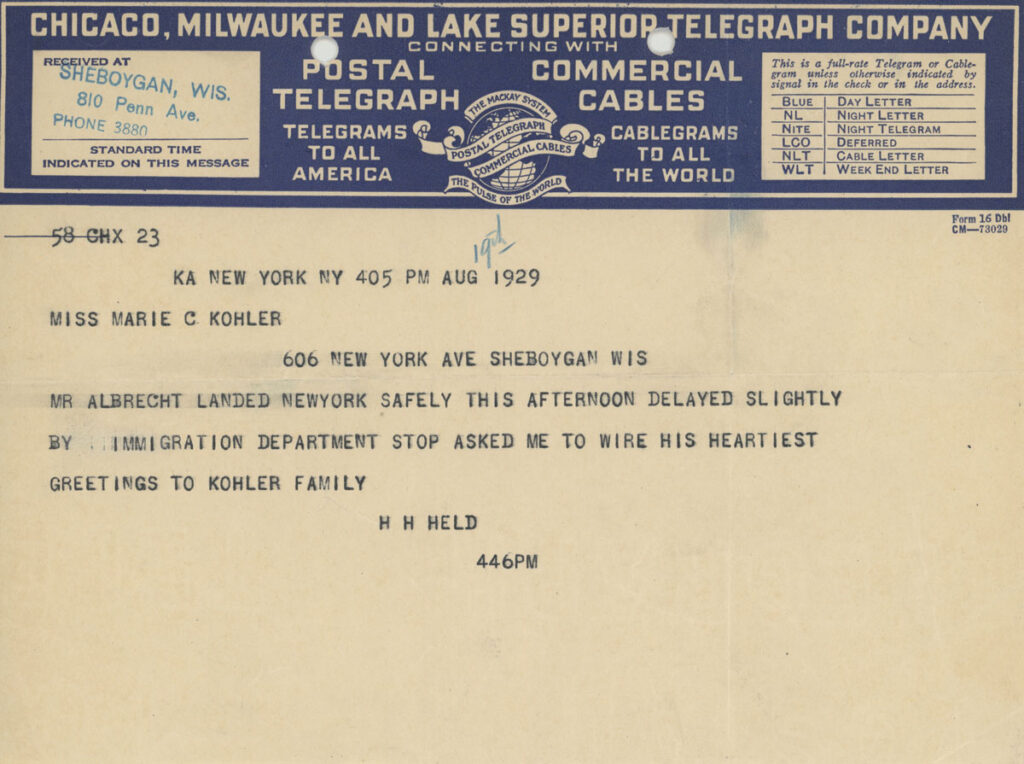 CHICAGO, MILWAUKEE AND LAKE SUPERIOR TELEGRAPH COMPANY
CONNECTING WITH
RECEIVED AT
SHEBOYGAN, WIS.
810 Penn Ave.
PHONE 3880
STANDARD TIME
INDICATED ON THIS MESSAGE
POSTAL
TELEGRAPH
TELEGRAMS
TO ALL
AMERICA
THE MACKAY SYSTEM
POSTAL TELEGRAPH
COMMERCIAL CABLES
THE PULSE OF THE WORLD
COMMERCIAL
CABLES
CABLEGRAMS
TO ALL
THE WORLD
This is a full-rate Telegram or Cable-
gram unless otherwise indicated by
signal in the check or in the address.
BLUE DAY LETTER
NL NIGHT LETTER
NITE NIGHT TELEGRAM
LCO DEFERRED
NLT CABLE LETTER
WLT WEEK END LETTER
Form 16 Dbl
CM—73029
58 CHX 23
19th
KA NEW YORK NY 405 PM AUG 1929
MISS MARIE C KOHLER
606 NEW YORK AVE SHEBOYGAN WIS
MR ALBRECHT LANDED NEWYORK SAFELY THIS AFTERNOON DELAYED SLIGHTLY
BY IMMIGRATION DEPARTMENT STOP ASKED ME TO WIRE HIS HEARTIEST
GREETINGS TO KOHLER FAMILY
H H HELD
446PM